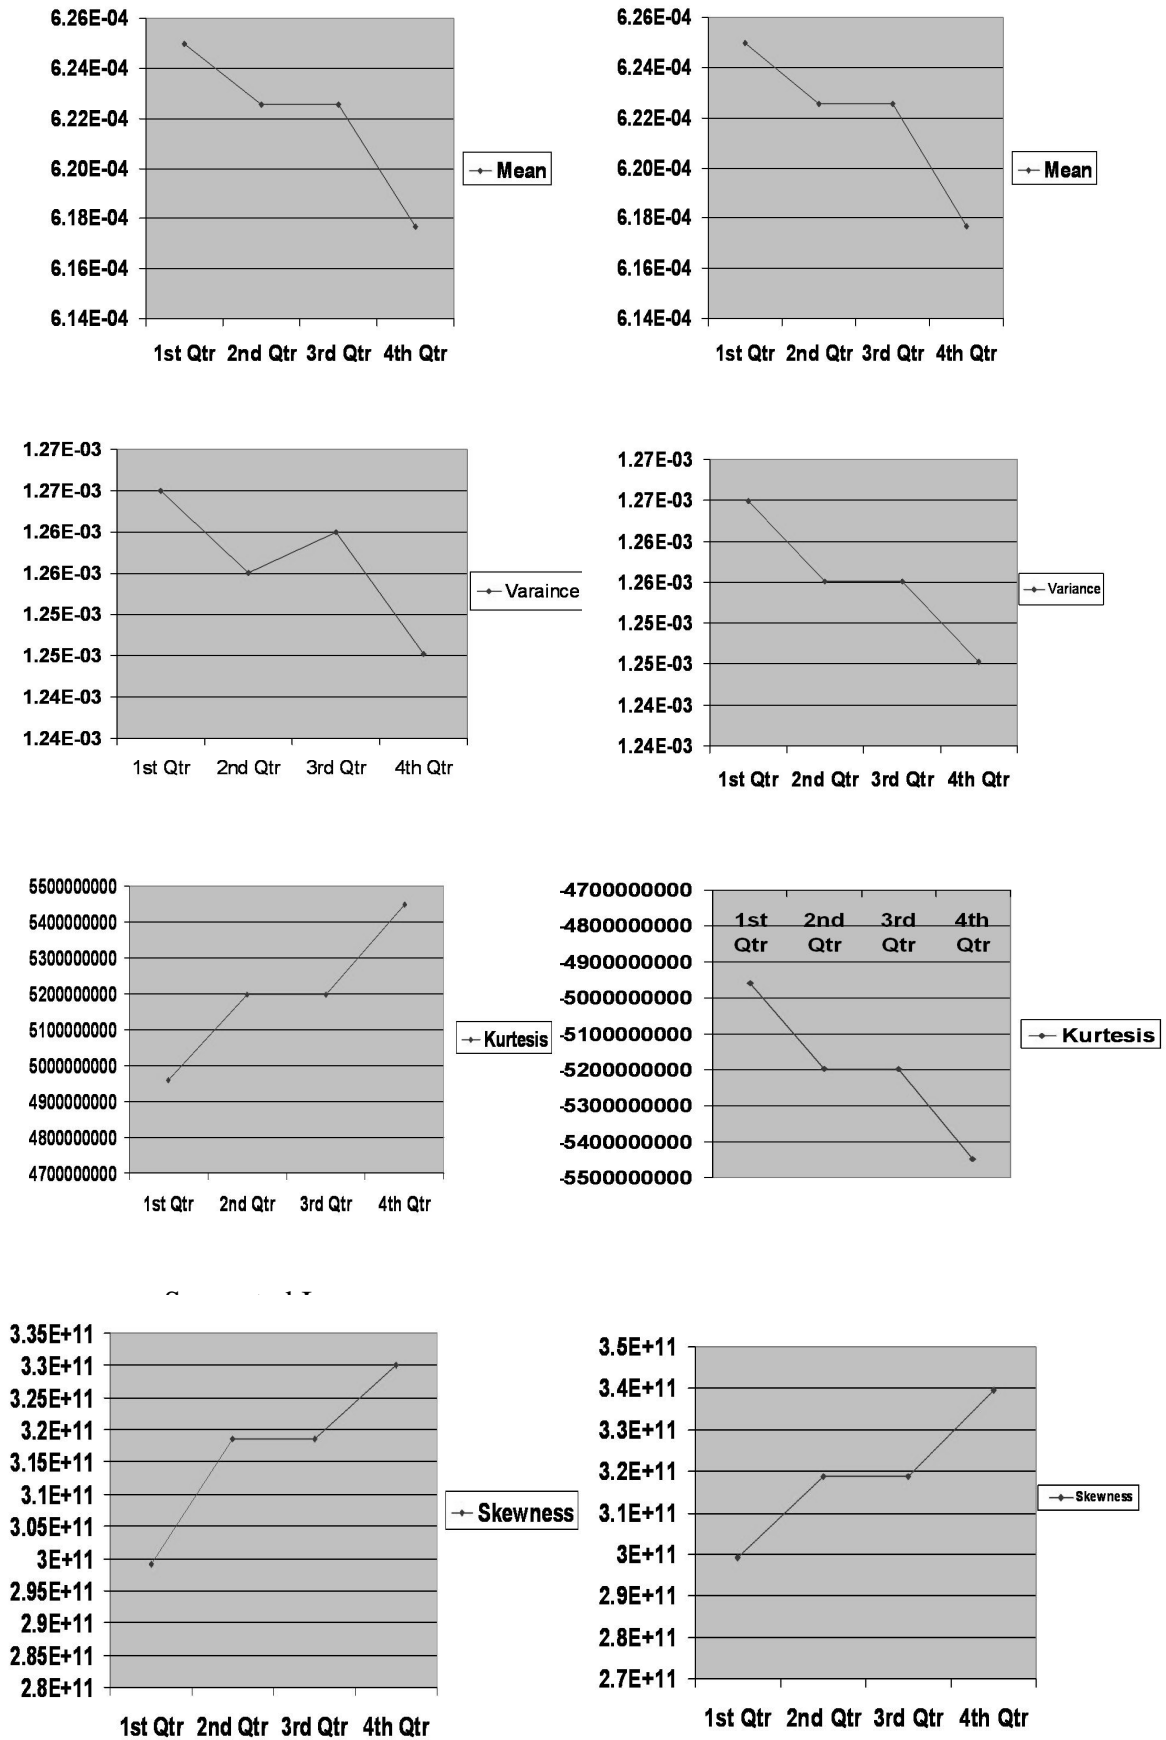 6.26E-04
6.24E-04
6.22E-04
6.20E-04
6.18E-04
6.16E-04
6.14E-04
1st Qtr 2nd Qtr 3rd Qtr 4th Qtr
Mean
6.26E-04
6.24E-04
6.22E-04
6.20E-04
6.18E-04
6.16E-04
6.14E-04
1st Qtr 2nd Qtr 3rd Qtr 4th Qtr
Mean
1.27E-03
1.27E-03
1.26E-03
1.26E-03
1.25E-03
1.25E-03
1.24E-03
1.24E-03
1st Qtr 2nd Qtr 3rd Qtr 4th Qtr
Varaince
1.27E-03
1.27E-03
1.26E-03
1.26E-03
1.25E-03
1.25E-03
1.24E-03
1.24E-03
1st Qtr 2nd Qtr 3rd Qtr 4th Qtr
Variance
5500000000
5400000000
5300000000
5200000000
5100000000
5000000000
4900000000
4800000000
4700000000
1st Qtr 2nd Qtr 3rd Qtr 4th Qtr
Kurtesis
-4700000000
-4800000000
-4900000000
-5000000000
-5100000000
-5200000000
-5300000000
-5400000000
-5500000000
1st 2nd 3rd 4th
Qtr Qtr Qtr Qtr
Kurtesis
3.35E+11
3.3E+11
3.25E+11
3.2E+11
3.15E+11
3.1E+11
3.05E+11
3E+11
2.95E+11
2.9E+11
2.85E+11
2.8E+11
1st Qtr 2nd Qtr 3rd Qtr 4th Qtr
Skewness
3.5E+11
3.4E+11
3.3E+11
3.2E+11
3.1E+11
3E+11
2.9E+11
2.8E+11
2.7E+11
1st Qtr 2nd Qtr 3rd Qtr 4th Qtr
Skewness